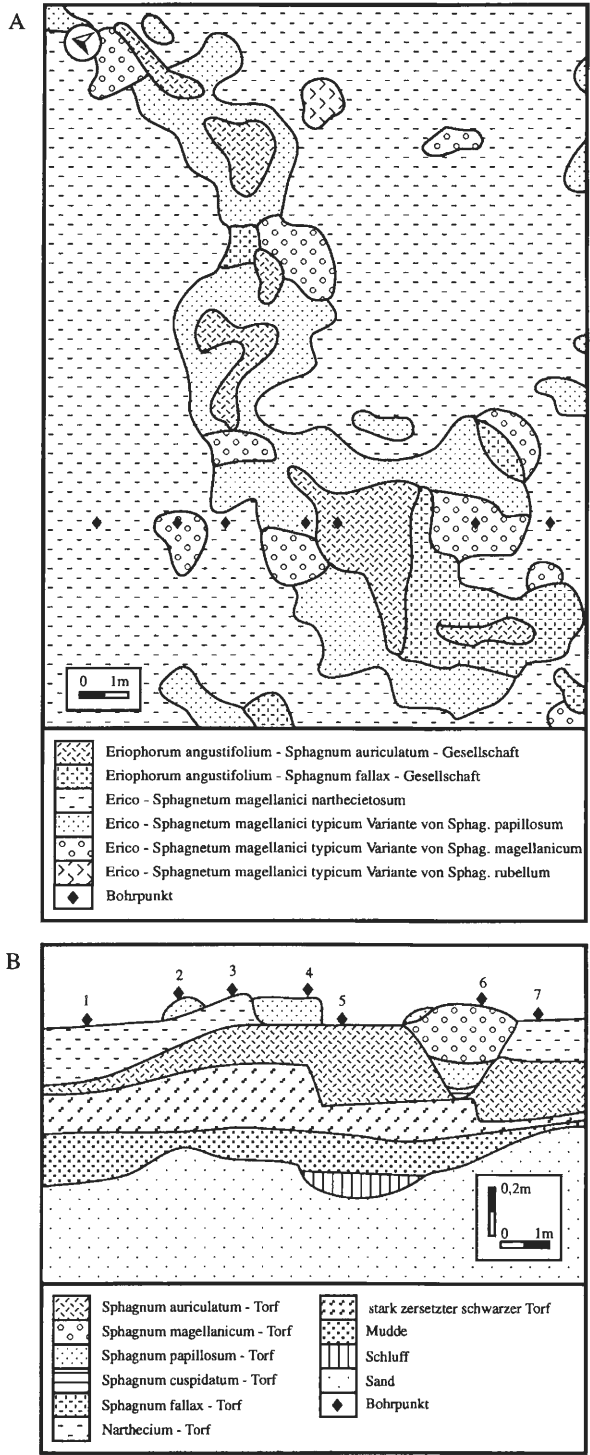 A
0 1m
Eriophorum angustifolium - Sphagnum auriculatum - Gesellschaft
Eriophorum angustifolium - Sphagnum fallax - Gesellschaft
Erico - Sphagnetum magellanici narthecietosum
Erico - Sphagnetum magellanici typicum Variante von Sphag. papillosum
Erico - Sphagnetum magellanici typicum Variante von Sphag. magellanicum
Erico - Sphagnetum magellanici typicum Variante von Sphag. rubellum
Bohrpunkt
B
1 2 3 4 5 6 7
0,2m
0 1m
Sphagnum auriculatum - Torf
Sphagnum magellanicum - Torf
Sphagnum papillosum - Torf
Sphagnum cuspidatum - Torf
Sphagnum fallax - Torf
Narthecium - Torf
stark zersetzter schwarzer Torf
Mudde
Schluff
Sand
Bohrpunkt